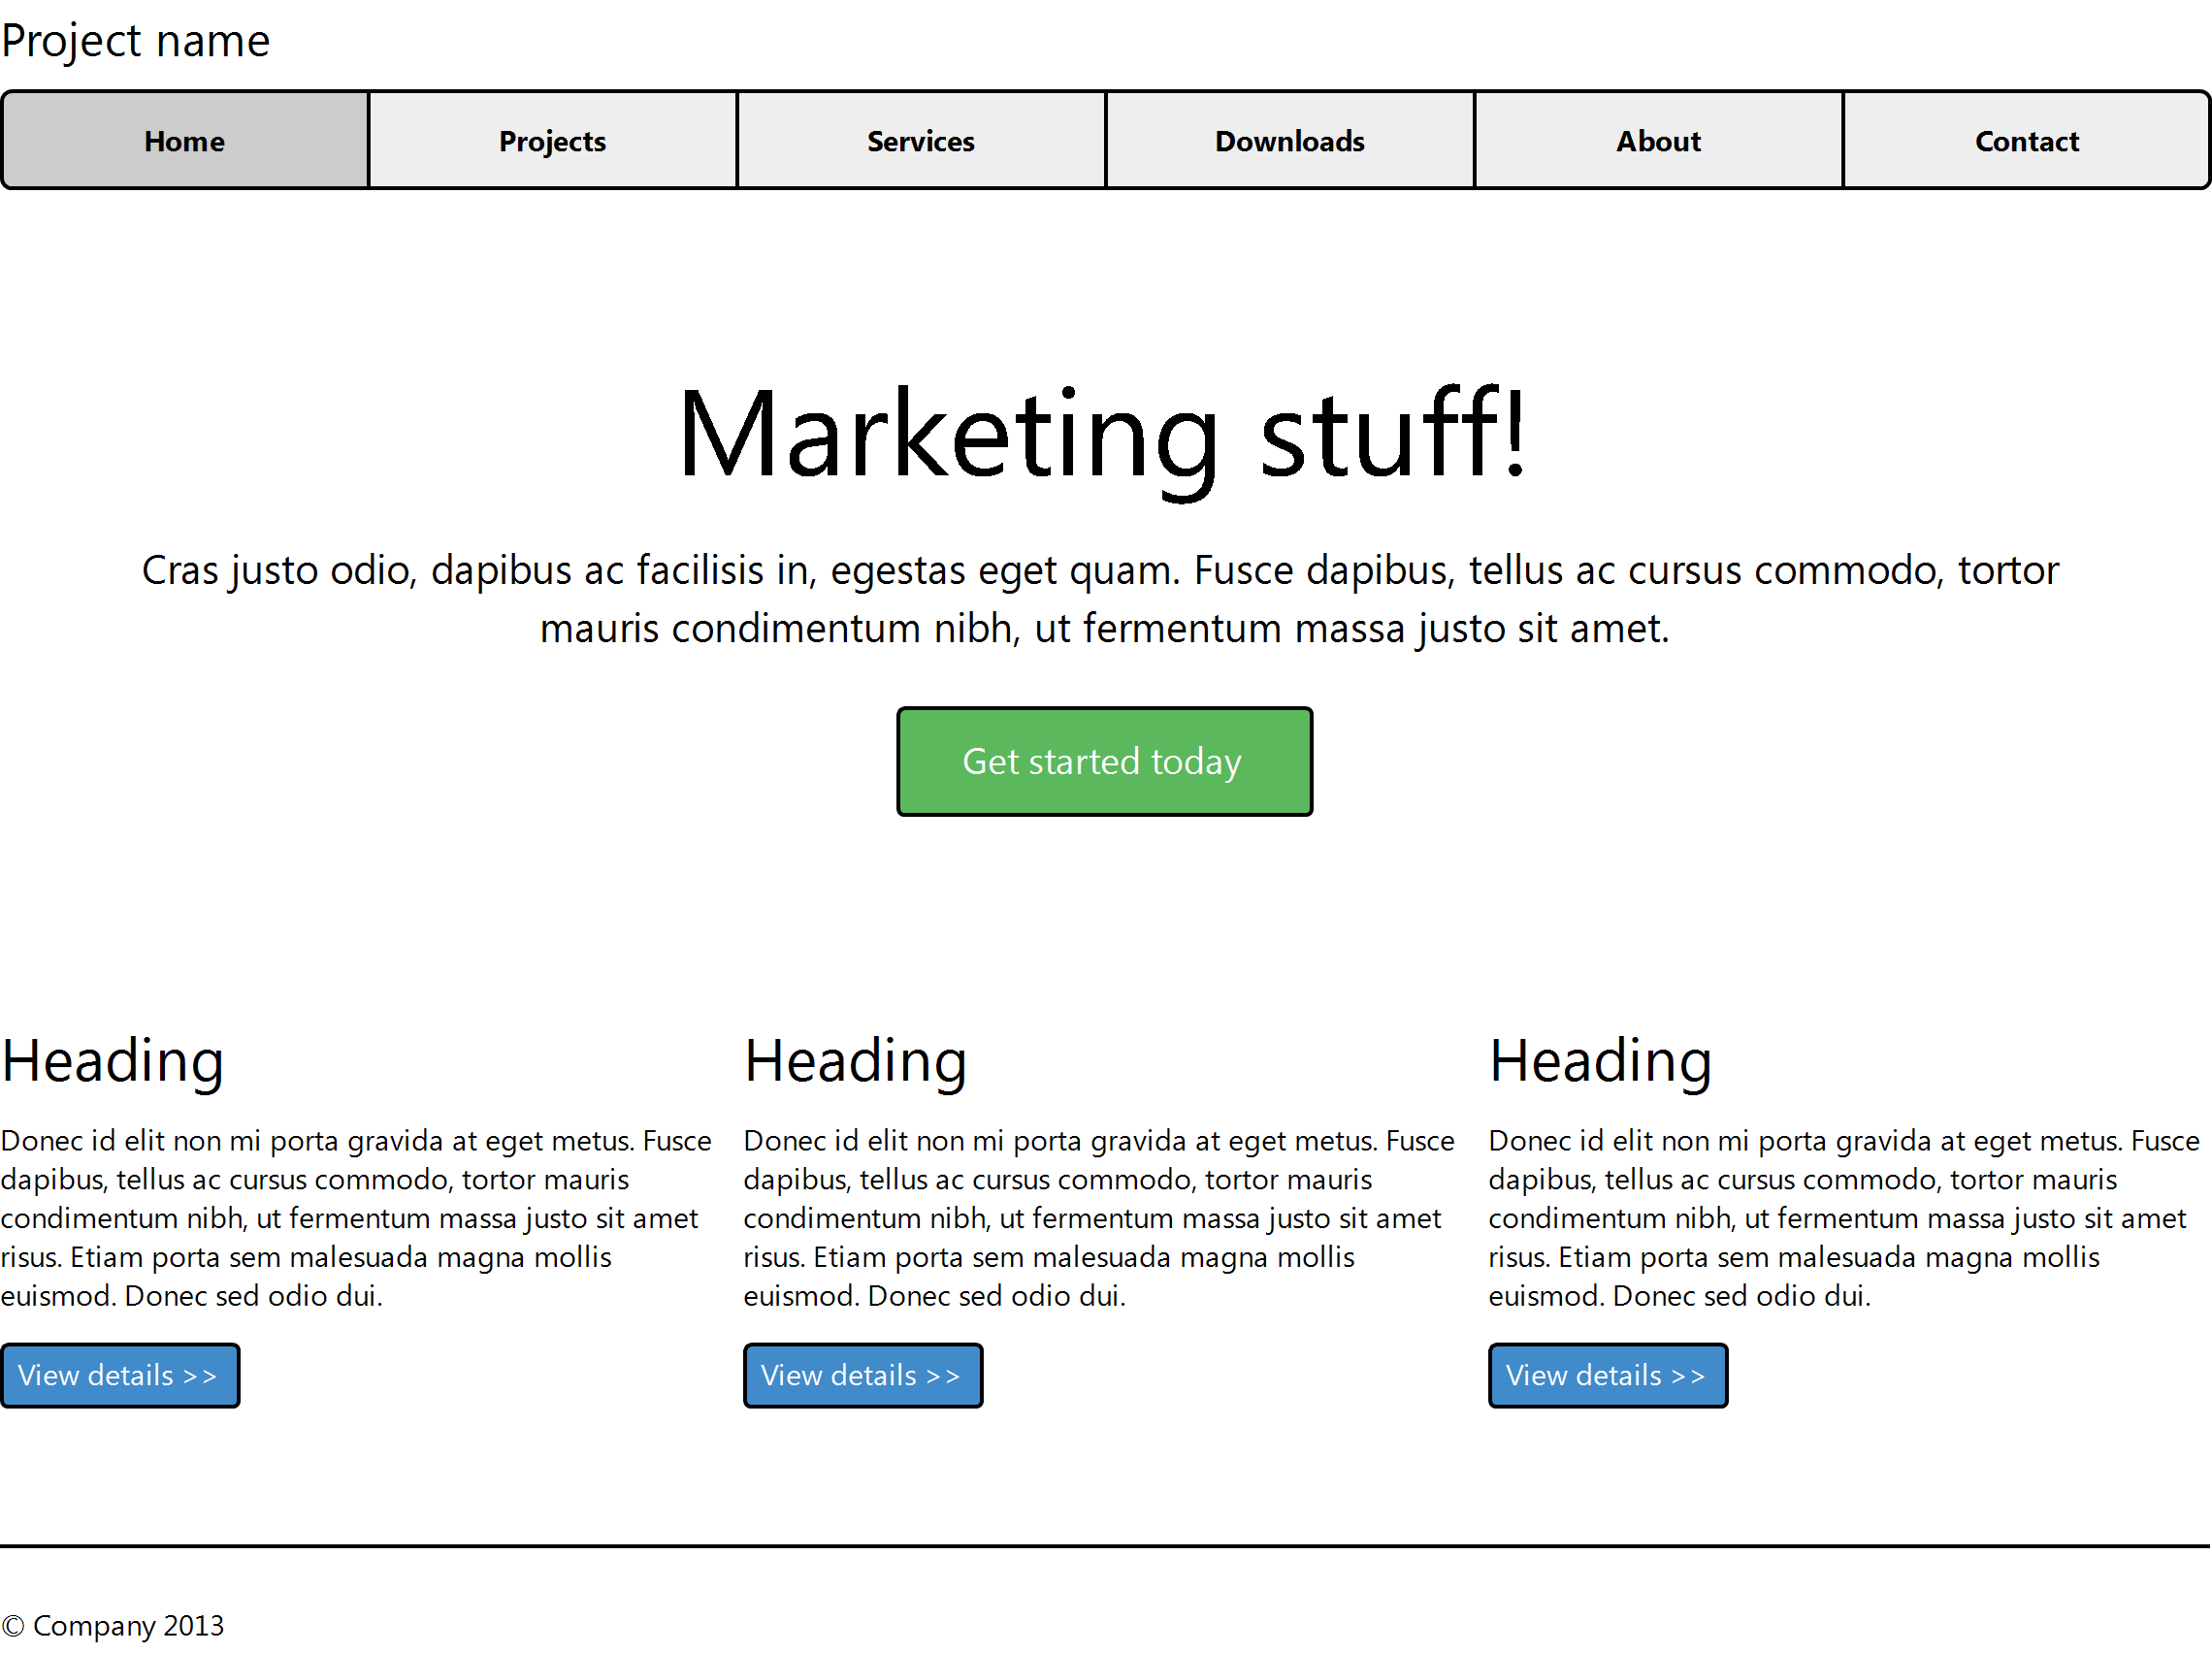 Project name
Home Projects Services Downloads About Contact
Marketing stuff!
Cras justo odio, dapibus ac facilisis in, egestas eget quam. Fusce dapibus, tellus ac cursus commodo, tortor
mauris condimentum nibh, ut fermentum massa justo sit amet.
Get started today
Heading
Donec id elit non mi porta gravida at eget metus. Fusce
dapibus, tellus ac cursus commodo, tortor mauris
condimentum nibh, ut fermentum massa justo sit amet
risus. Etiam porta sem malesuada magna mollis
euismod. Donec sed odio dui.
View details >>
Heading
Donec id elit non mi porta gravida at eget metus. Fusce
dapibus, tellus ac cursus commodo, tortor mauris
condimentum nibh, ut fermentum massa justo sit amet
risus. Etiam porta sem malesuada magna mollis
euismod. Donec sed odio dui.
View details >>
Heading
Donec id elit non mi porta gravida at eget metus. Fusce
dapibus, tellus ac cursus commodo, tortor mauris
condimentum nibh, ut fermentum massa justo sit amet
risus. Etiam porta sem malesuada magna mollis
euismod. Donec sed odio dui.
View details >>
© Company 2013